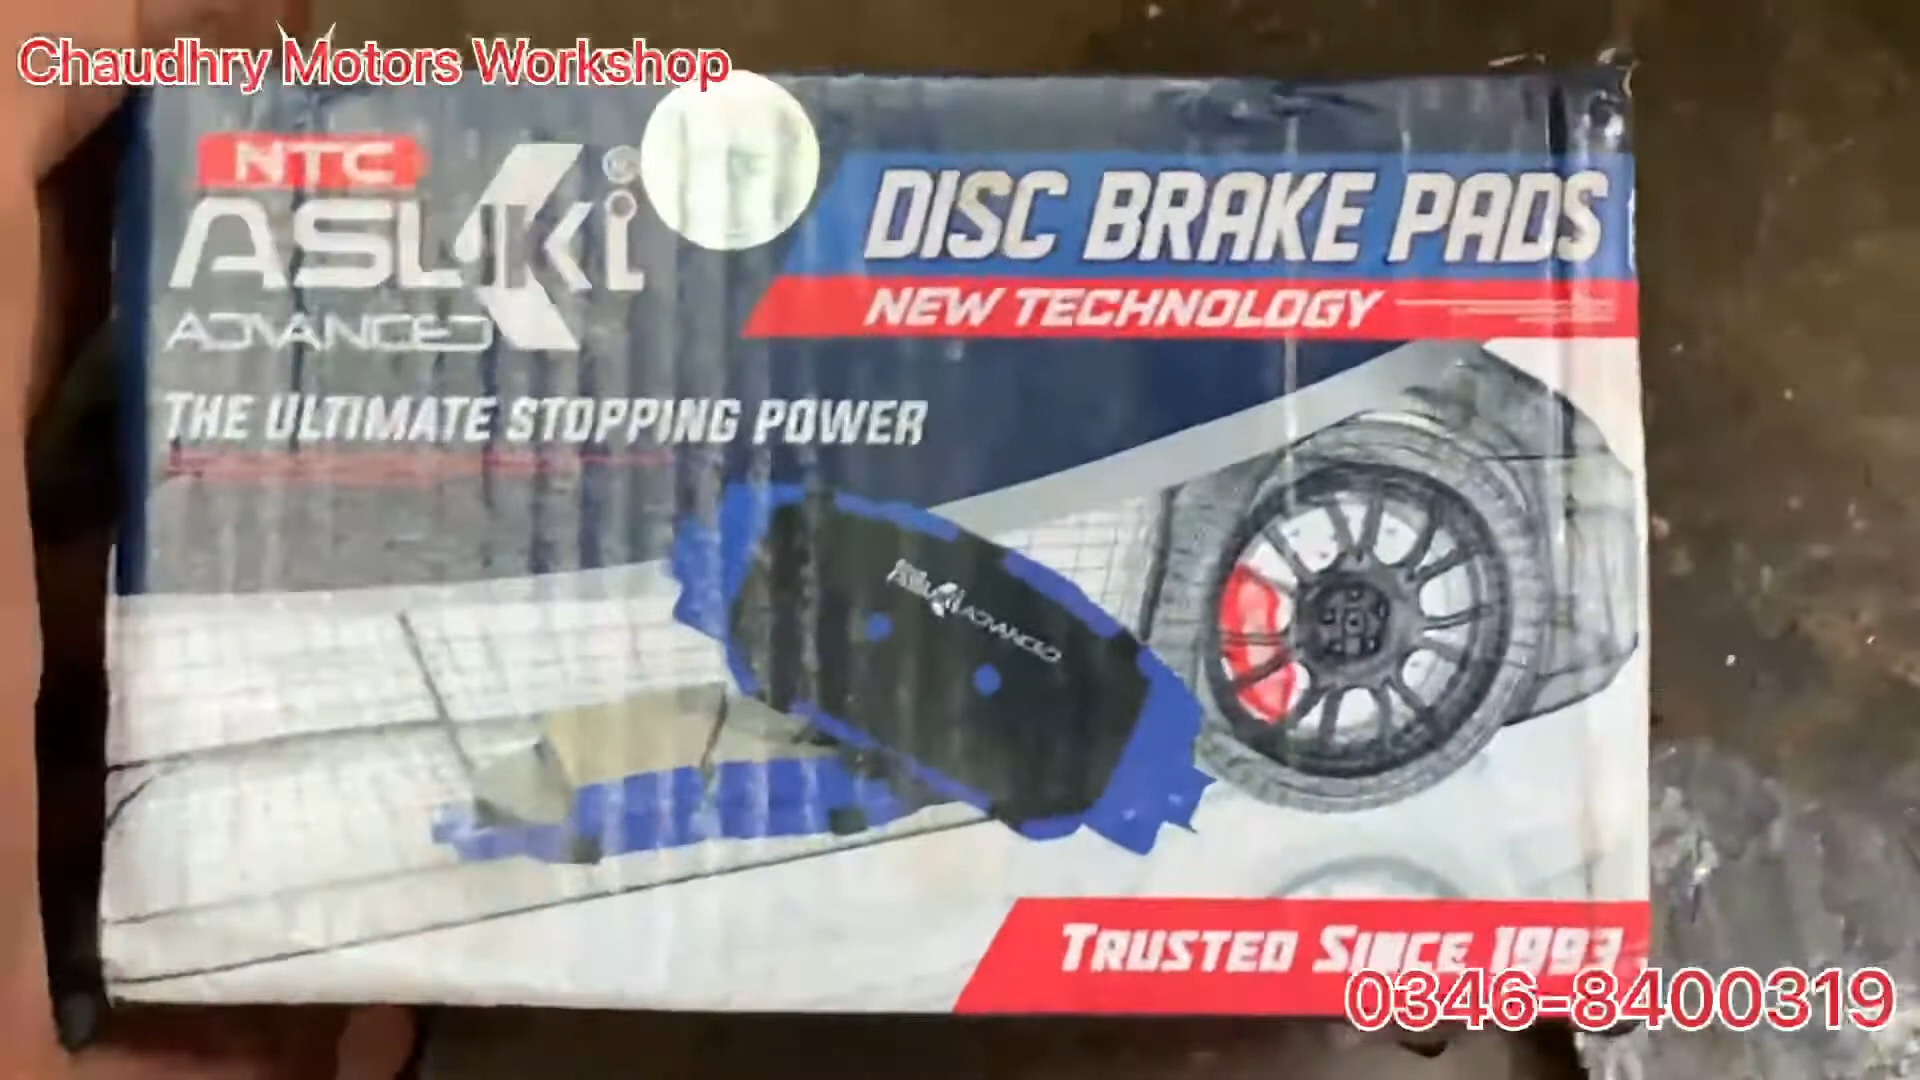 Chaudhry Motors Workshop
NTC
ASUKi
ADVANCED
DISC BRAKE PADS
NEW TECHNOLOGY
THE ULTIMATE STOPPING POWER
ASUKi ADVANCED
TRUSTED SINCE 1993
0346-8400319